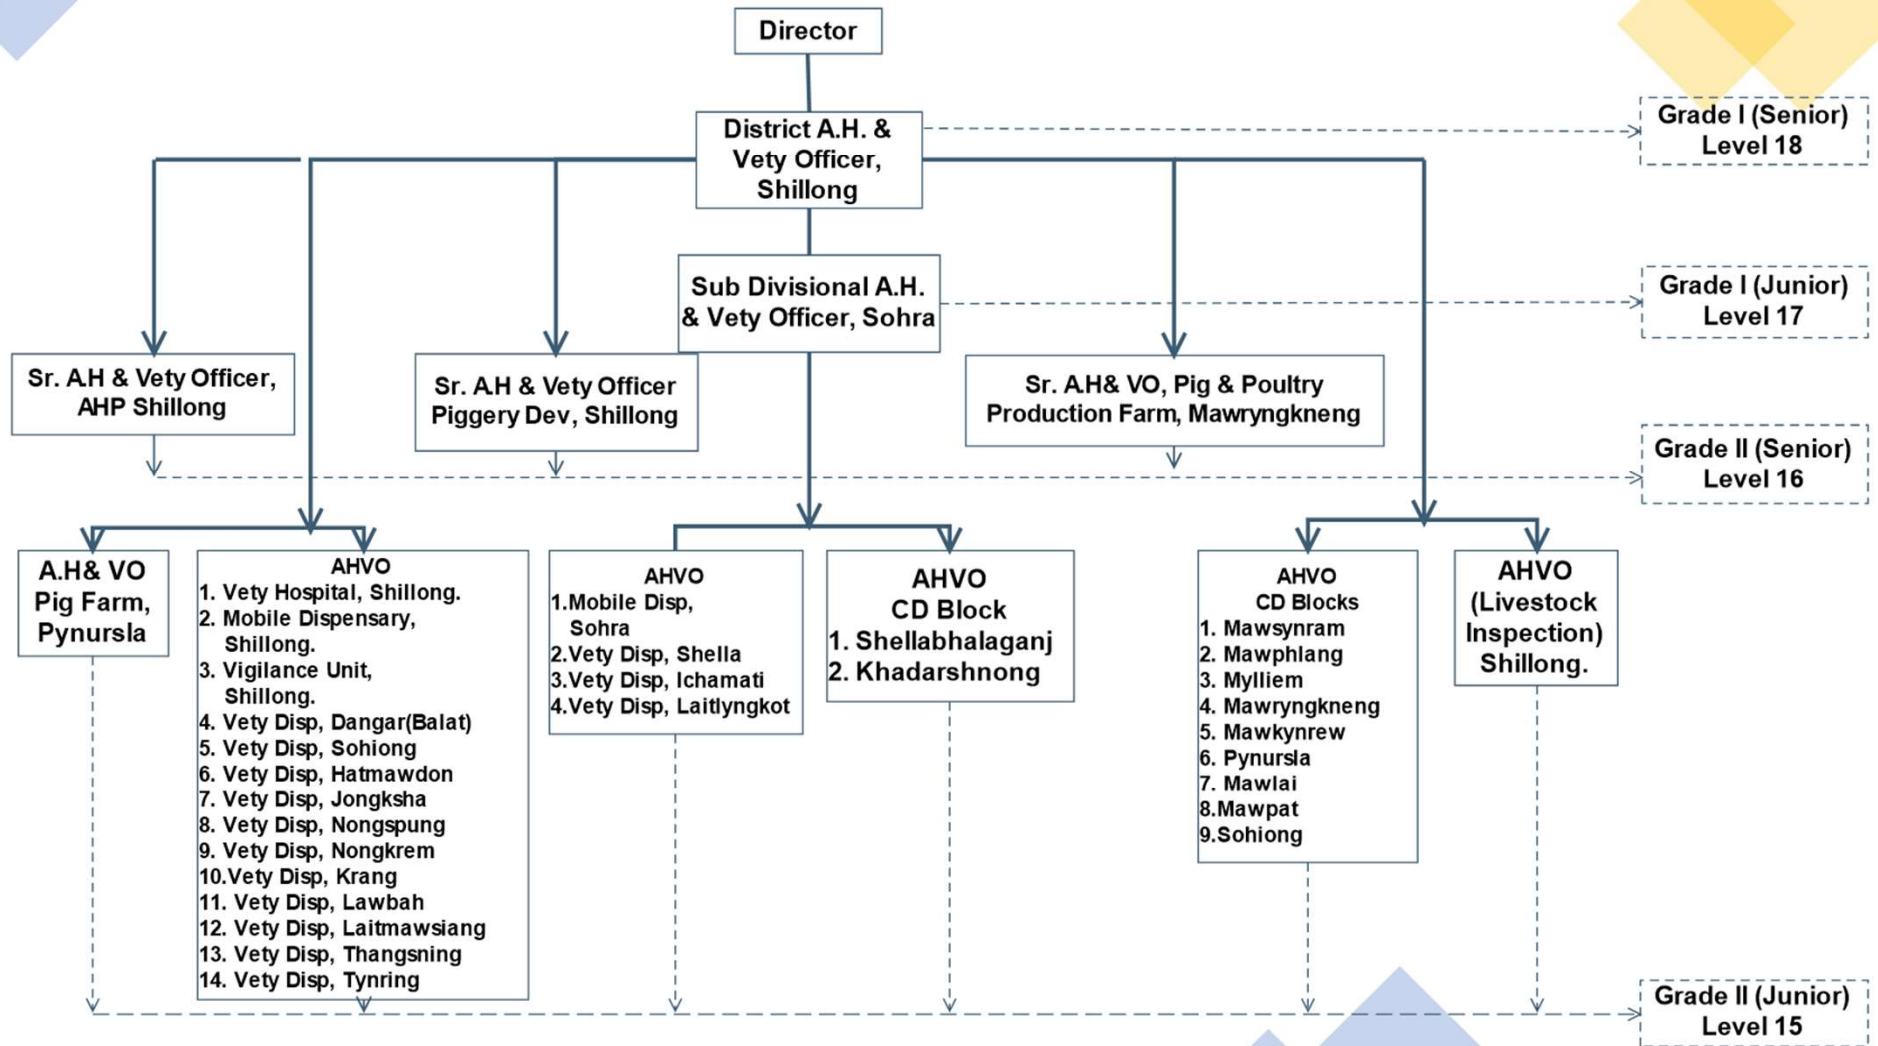 Director
District A.H. &
Vety Officer,
Shillong
Grade I (Senior)
Level 18
Sub Divisional A.H.
& Vety Officer, Sohra
Grade I (Junior)
Level 17
Sr. A.H & Vety Officer,
AHP Shillong
Sr. A.H & Vety Officer
Piggery Dev, Shillong
Sr. A.H& VO, Pig & Poultry
Production Farm, Mawryngkneng
Grade II (Senior)
Level 16
A.H& VO
Pig Farm,
Pynursla
AHVO
1. Vety Hospital, Shillong.
2. Mobile Dispensary,
Shillong.
3. Vigilance Unit,
Shillong.
4. Vety Disp, Dangar(Balat)
5. Vety Disp, Sohiong
6. Vety Disp, Hatmawdon
7. Vety Disp, Jongksha
8. Vety Disp, Nongspung
9. Vety Disp, Nongkrem
10.Vety Disp, Krang
11. Vety Disp, Lawbah
12. Vety Disp, Laitmawsiang
13. Vety Disp, Thangsning
14. Vety Disp, Tynring
AHVO
1.Mobile Disp,
Sohra
2.Vety Disp, Shella
3.Vety Disp, Ichamati
4.Vety Disp, Laitlyngkot
AHVO
CD Block
1. Shellabhalaganj
2. Khadarshnong
AHVO
CD Blocks
1. Mawsynram
2. Mawphlang
3. Mylliem
4. Mawryngkneng
5. Mawkynrew
6. Pynursla
7. Mawlai
8.Mawpat
9.Sohiong
AHVO
(Livestock
Inspection)
Shillong.
Grade II (Junior)
Level 15